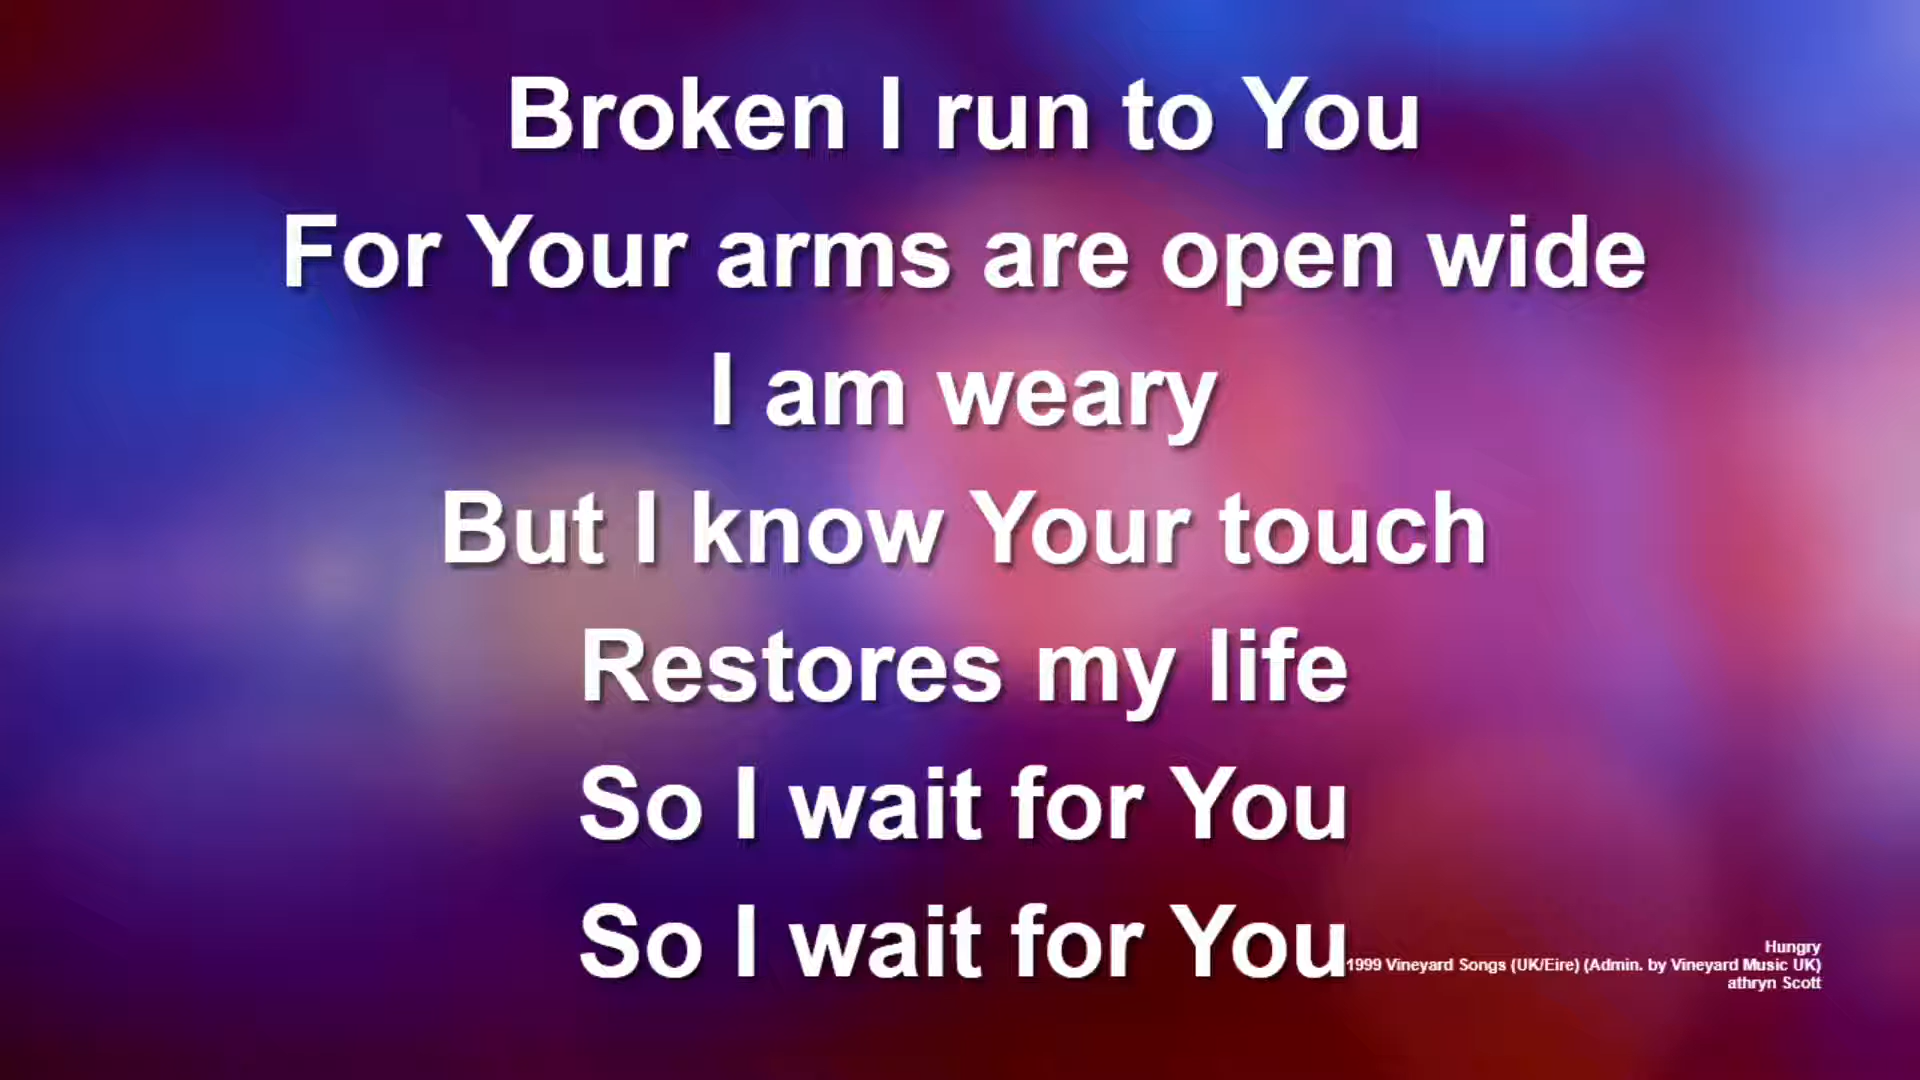 Broken I run to You
For Your arms are open wide
I am weary
But I know Your touch
Restores my life
So I wait for You
So I wait for You
Hungry
1999 Vineyard Songs (UK/Eire) (Admin. by Vineyard Music UK)
athryn Scott